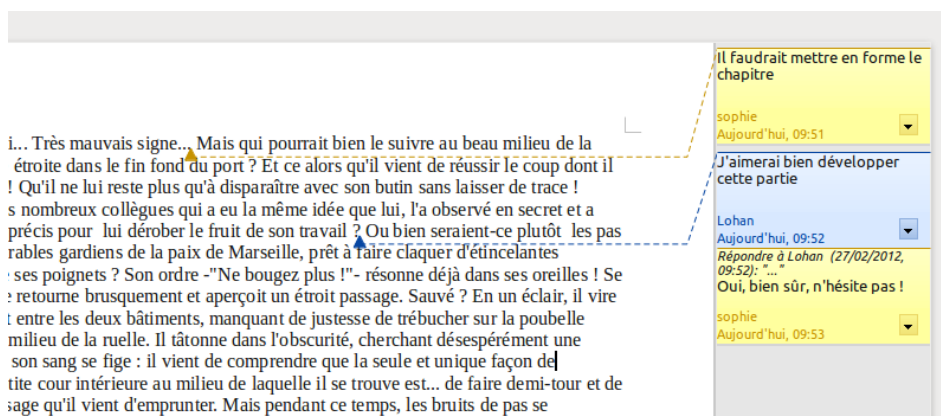 i... Très mauvais signe... Mais qui pourrait bien le suivre au beau milieu de la
étroite dans le fin fond du port ? Et ce alors qu'il vient de réussir le coup dont il
! Qu'il ne lui reste plus qu'à disparaître avec son butin sans laisser de trace !
s nombreux collègues qui a eu la même idée que lui, l'a observé en secret et a
précis pour lui dérober le fruit de son travail ? Ou bien seraient-ce plutôt les pas
rables gardiens de la paix de Marseille, prêt à faire claquer d'étincelantes
ses poignets ? Son ordre -"Ne bougez plus !"- résonne déjà dans ses oreilles ! Se
retourne brusquement et aperçoit un étroit passage. Sauvé ? En un éclair, il vire
t entre les deux bâtiments, manquant de justesse de trébucher sur la poubelle
milieu de la ruelle. Il tâtonne dans l'obscurité, cherchant désespérément une
son sang se fige : il vient de comprendre que la seule et unique façon de
tite cour intérieure au milieu de laquelle il se trouve est... de faire demi-tour et de
sage qu'il vient d'emprunter. Mais pendant ce temps, les bruits de pas se
Il faudrait mettre en forme le
chapitre
sophie
Aujourd'hui, 09:51
J'aimerai bien développer
cette partie
Lohan
Aujourd'hui, 09:52
Répondre à Lohan (27/02/2012,
09:52): "..."
Oui, bien sûr, n'hésite pas !
sophie
Aujourd'hui, 09:53